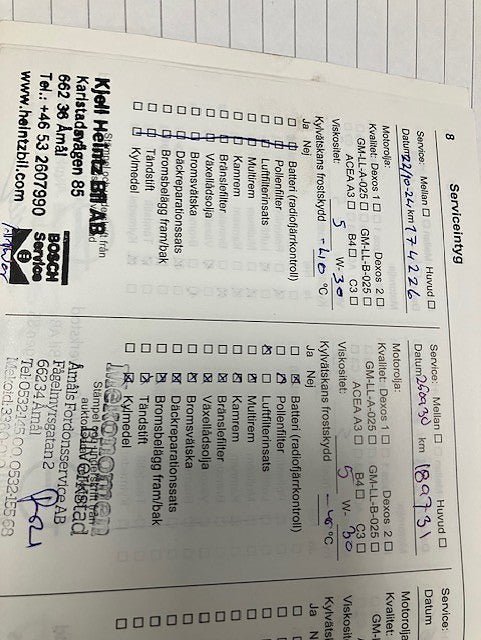 8
Serviceintyg
Service: Mellan ☐ Huvud ☐
Datum 22/10-24 km 174226
Motorolja:
Kvalitet: Dexos 1 ☐ Dexos 2 ☐
GM-LL-A-025 ☐ GM-LL-B-025 ☐
ACEA A3 ☐ B4 ☐ C3 ☐
Viskositet: 5 W- 30
Kylvätskans frostskydd -40 °C
Ja Nej
Batteri (radiofjärrkontroll)
Pollenfilter
Luftfilterinsats
Multirem
Kamrem
Bränslefilter
Växellådsolja
Bromsvätska
Däckreparationssats
Bromsbelägg fram/bak
Tändstift
Kylmedel
Kjell Heintz Bil AB
Karlstadsvägen 85
662 36 Åmål
Tel.: +46 53 2607990
www.heintzbil.com
BOSCH
Service
Service: Mellan ☐ Huvud ☐
Datum km 189731
Motorolja:
Kvalitet: Dexos 1 ☐ Dexos 2 ☐
GM-LL-A-025 ☐ GM-LL-B-025 ☐
ACEA A3 ☐ B4 ☐ C3 ☐
Viskositet: 5 W- 30
Kylvätskans frostskydd °C
Ja Nej
Batteri (radiofjärrkontroll)
Pollenfilter
Luftfilterinsats
Multirem
Kamrem
Bränslefilter
Växellådsolja
Bromsvätska
Däckreparationssats
Bromsbelägg fram/bak
Tändstift
Kylmedel
Mekonomen
Åmåls Fordonsservice AB
Fågelmyrsgatan 2
662 34 Åmål
Service:
Datum
Motorolja
Kvalitet:
GM-
Viskosit
Kylväts
Ja